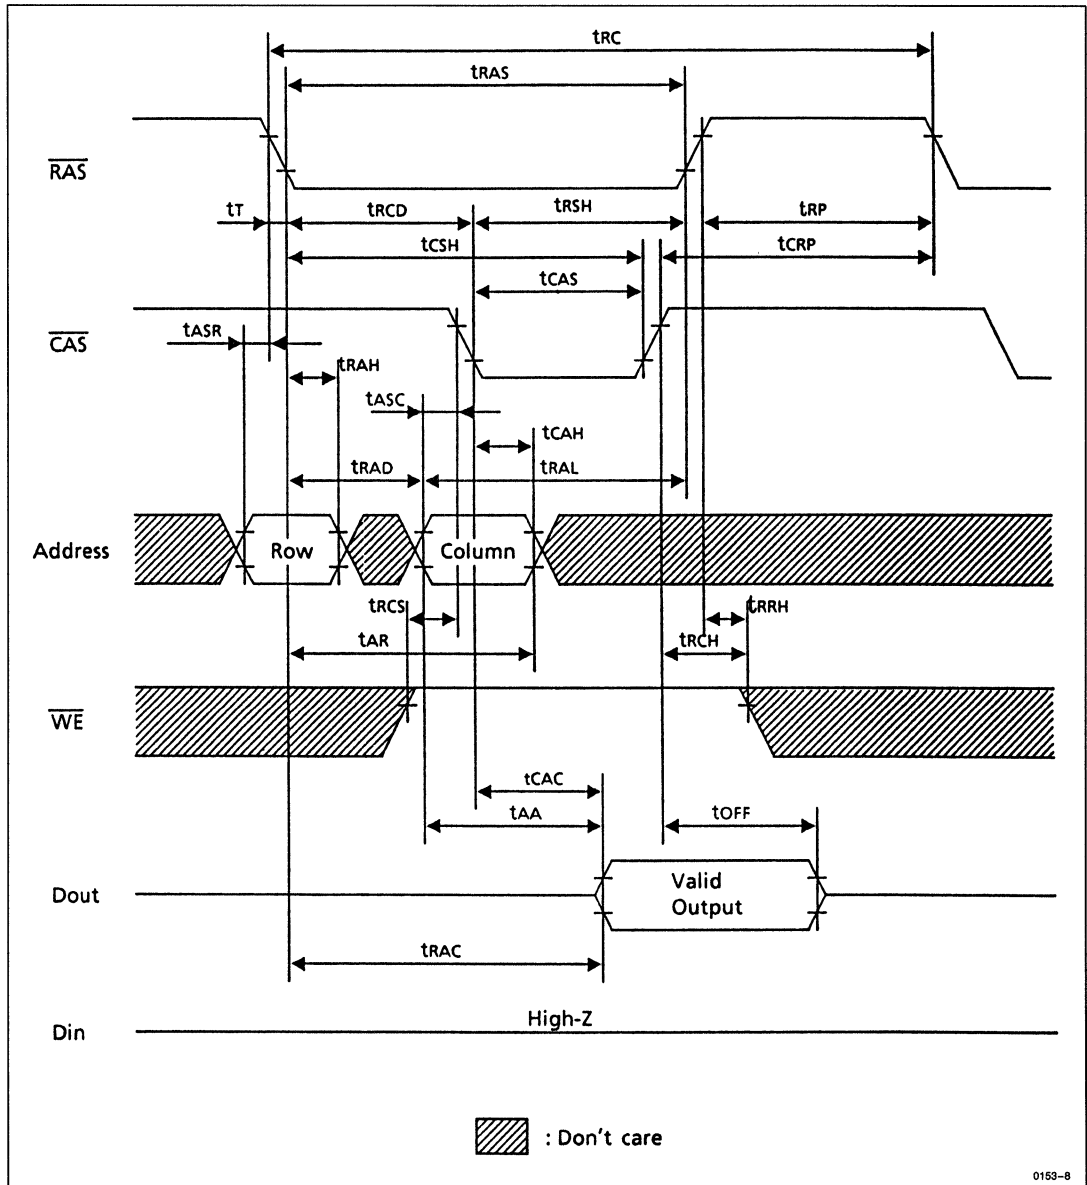 tRC
tRAS
RAS
tT
tRCD
tRSH
tRP
tCSH
tCRP
tCAS
CAS
tASR
tRAH
tASC
tCAH
tRAD
tRAL
Address
Row
Column
tRCS
tRRH
tAR
tRCH
WE
tCAC
tAA
tOFF
Dout
Valid
Output
tRAC
High-Z
Din
: Don't care
0153–8